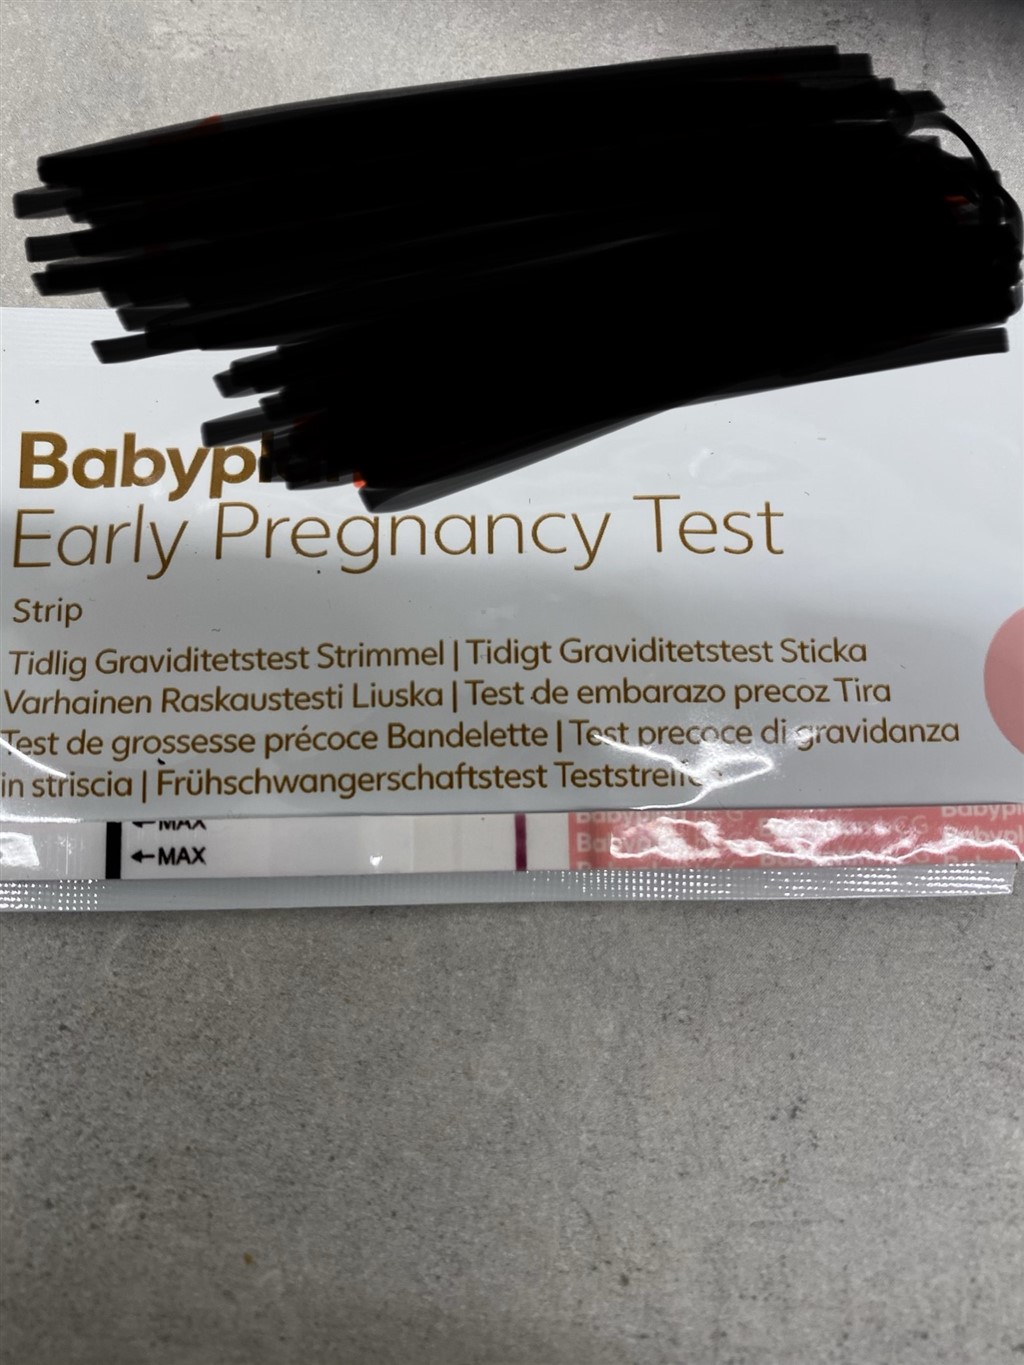 Early Pregnancy Test
Strip
Tidlig Graviditetstest Strimmel | Tidigt Graviditetstest Sticka
Varhainen Raskaustesti Liuska | Test de embarazo precoz Tira
Test de grossesse précoce Bandelette | Test precoce di gravidanza
in striscia | Frühschwangerschaftstest
←MAX
←MAX